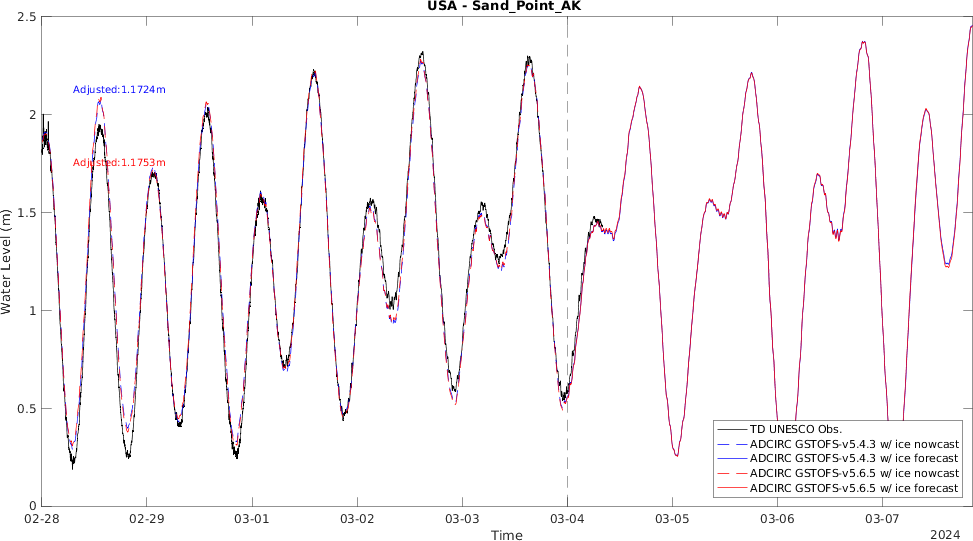 USA - Sand_Point_AK
2.5
2
1.5
1
0.5
0
Water Level (m)
Adjusted:1.1724m
Adjusted:1.1753m
TD UNESCO Obs.
ADCIRC GSTOFS-v5.4.3 w/ ice nowcast
ADCIRC GSTOFS-v5.4.3 w/ ice forecast
ADCIRC GSTOFS-v5.6.5 w/ ice nowcast
ADCIRC GSTOFS-v5.6.5 w/ ice forecast
02-28 02-29 03-01 03-02 03-03 03-04 03-05 03-06 03-07
Time
2024